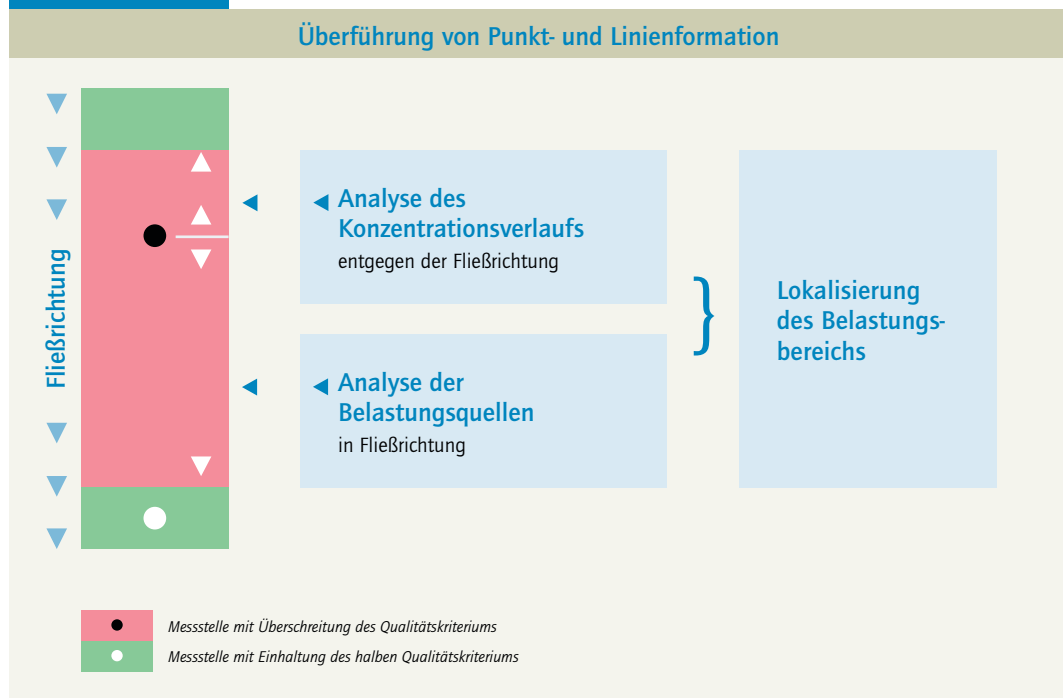 Überführung von Punkt- und Linienformation
Fließrichtung
Analyse des
Konzentrationsverlaufs
entgegen der Fließrichtung
Analyse der
Belastungsquellen
in Fließrichtung
Lokalisierung
des Belastungs-
bereichs
Messstelle mit Überschreitung des Qualitätskriteriums
Messstelle mit Einhaltung des halben Qualitätskriteriums